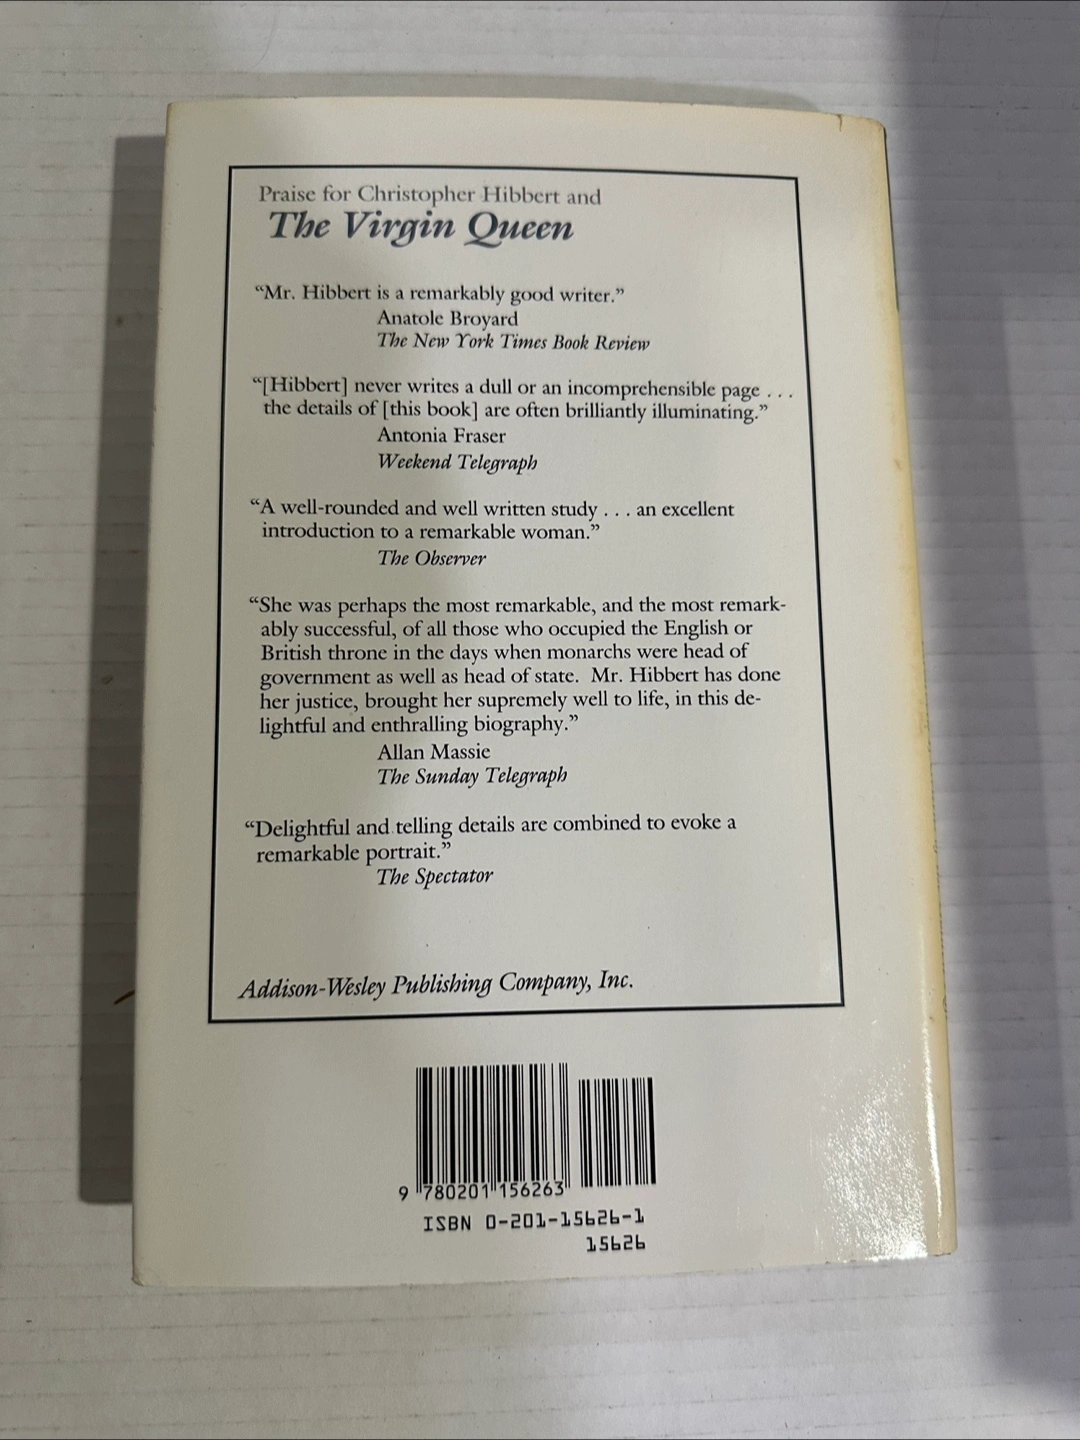 Praise for Christopher Hibbert and
The Virgin Queen
“Mr. Hibbert is a remarkably good writer.”
Anatole Broyard
The New York Times Book Review
“[Hibbert] never writes a dull or an incomprehensible page . . .
the details of [this book] are often brilliantly illuminating.”
Antonia Fraser
Weekend Telegraph
“A well-rounded and well written study . . . an excellent
introduction to a remarkable woman.”
The Observer
“She was perhaps the most remarkable, and the most remark-
ably successful, of all those who occupied the English or
British throne in the days when monarchs were head of
government as well as head of state. Mr. Hibbert has done
her justice, brought her supremely well to life, in this de-
lightful and enthralling biography.”
Allan Massie
The Sunday Telegraph
“Delightful and telling details are combined to evoke a
remarkable portrait.”
The Spectator
Addison-Wesley Publishing Company, Inc.
9 780201 156263
ISBN 0-201-15626-1
15626